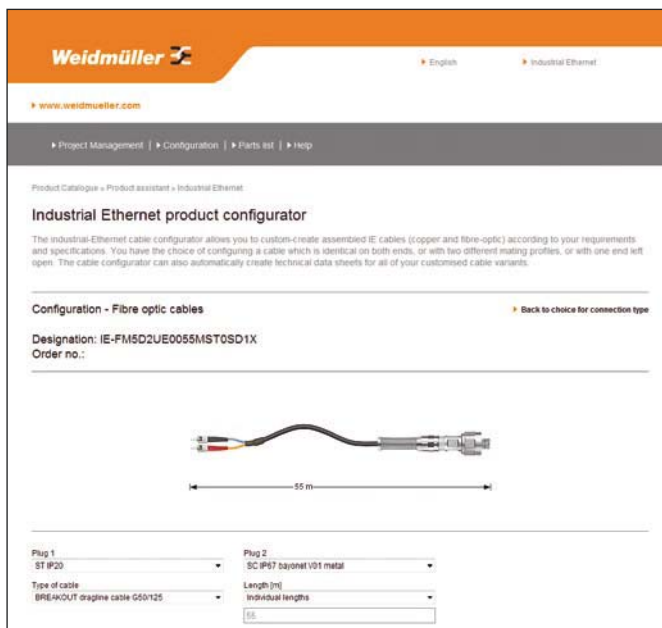 Weidmüller
English
Industrial Ethernet
www.weidmueller.com
Project Management | Configuration | Parts list | Help
Product Catalogue » Product assistant » Industrial Ethernet
Industrial Ethernet product configurator
The industrial-Ethernet cable configurator allows you to custom-create assembled IE cables (copper and fibre-optic) according to your requirements
and specifications. You have the choice of configuring a cable which is identical on both ends, or with two different mating profiles, or with one end left
open. The cable configurator can also automatically create technical data sheets for all of your customised cable variants.
Configuration - Fibre optic cables
Back to choice for connection type
Designation: IE-FM5D2UE0055MST0SD1X
Order no.:
55 m
Plug 1
Plug 2
ST IP20
SC IP67 bayonet V01 metal
Type of cable
Length [m]
BREAKOUT dragline cable G50/125
Individual lengths
55